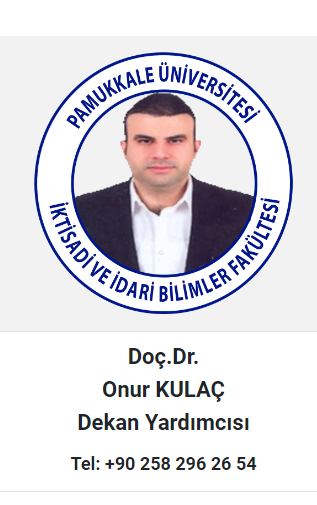 PAMUKKALE ÜNİVERSİTESİ
İKTİSADİ VE İDARİ BİLİMLER FAKÜLTESİ
Doç.Dr.
Onur KULAÇ
Dekan Yardımcısı
Tel: +90 258 296 26 54